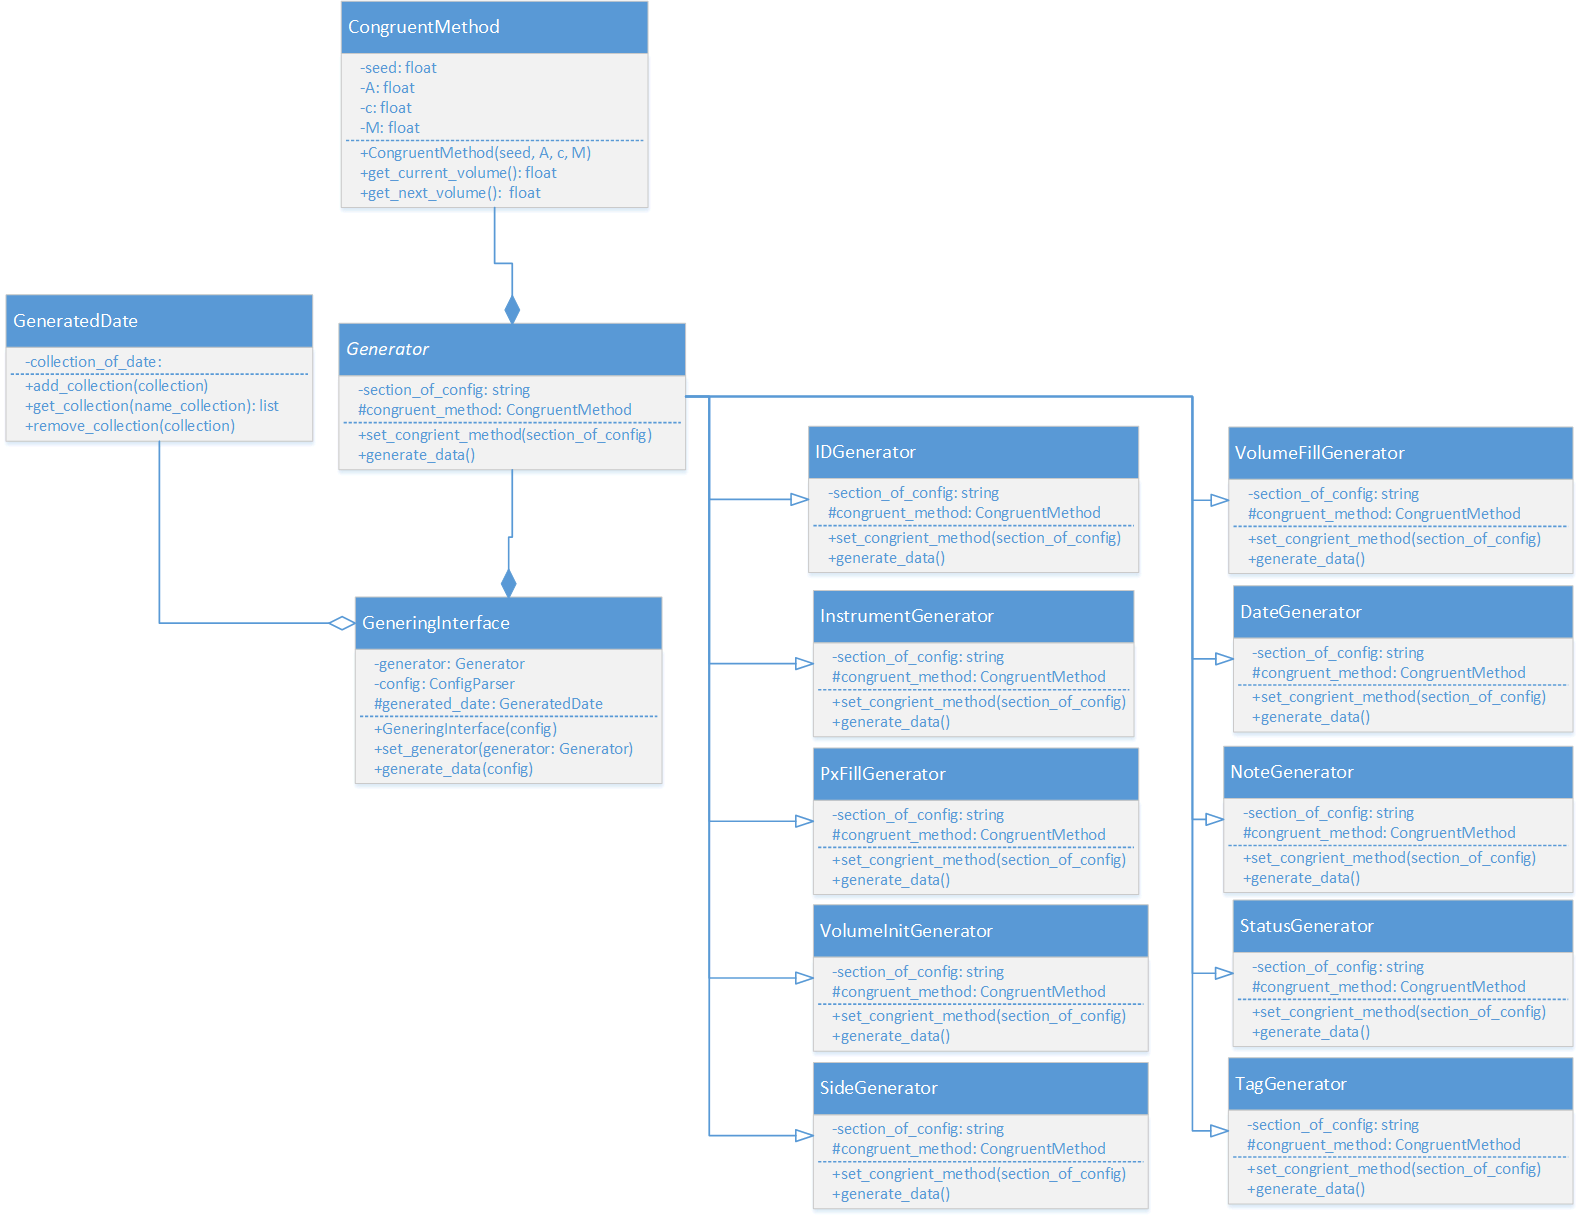 CongruentMethod
-seed: float
-A: float
-c: float
-M: float
+CongruentMethod(seed, A, c, M)
+get_current_volume(): float
+get_next_volume():  float
GeneratedDate
-collection_of_date:
+add_collection(collection)
+get_collection(name_collection): list
+remove_collection(collection)
Generator
-section_of_config: string
#congruent_method: CongruentMethod
+set_congrient_method(section_of_config)
+generate_data()
GeneringInterface
-generator: Generator
-config: ConfigParser
#generated_date: GeneratedDate
+GeneringInterface(config)
+set_generator(generator: Generator)
+generate_data(config)
IDGenerator
-section_of_config: string
#congruent_method: CongruentMethod
+set_congrient_method(section_of_config)
+generate_data()
InstrumentGenerator
-section_of_config: string
#congruent_method: CongruentMethod
+set_congrient_method(section_of_config)
+generate_data()
PxFillGenerator
-section_of_config: string
#congruent_method: CongruentMethod
+set_congrient_method(section_of_config)
+generate_data()
VolumeInitGenerator
-section_of_config: string
#congruent_method: CongruentMethod
+set_congrient_method(section_of_config)
+generate_data()
SideGenerator
-section_of_config: string
#congruent_method: CongruentMethod
+set_congrient_method(section_of_config)
+generate_data()
VolumeFillGenerator
-section_of_config: string
#congruent_method: CongruentMethod
+set_congrient_method(section_of_config)
+generate_data()
DateGenerator
-section_of_config: string
#congruent_method: CongruentMethod
+set_congrient_method(section_of_config)
+generate_data()
NoteGenerator
-section_of_config: string
#congruent_method: CongruentMethod
+set_congrient_method(section_of_config)
+generate_data()
StatusGenerator
-section_of_config: string
#congruent_method: CongruentMethod
+set_congrient_method(section_of_config)
+generate_data()
TagGenerator
-section_of_config: string
#congruent_method: CongruentMethod
+set_congrient_method(section_of_config)
+generate_data()